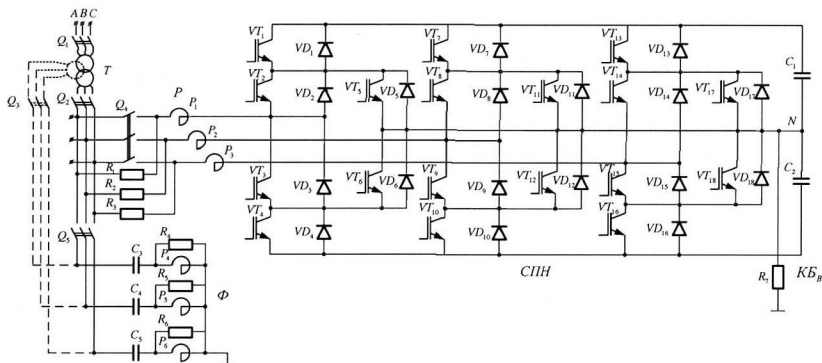 A B C
Q₁
T
Q₃
Q₂
Q₄
P
P₁
P₂
P₃
R₁
R₂
R₃
Q₅
C₃
R₄
P₄
C₄
R₅
P₅
C₅
R₆
P₆
Ф
VT₁
VD₁
VT₂
VD₂
VT₃
VD₃
VT₄
VD₄
VT₅
VD₅
VT₆
VD₆
VT₇
VD₇
VT₈
VD₈
VT₉
VD₉
VT₁₀
VD₁₀
VT₁₁
VD₁₁
VT₁₂
VD₁₂
VT₁₃
VD₁₃
VT₁₄
VD₁₄
VT₁₅
VD₁₅
VT₁₆
VD₁₆
VT₁₇
VD₁₇
VT₁₈
VD₁₈
C₁
N
C₂
R₇
СПН
КБ_В